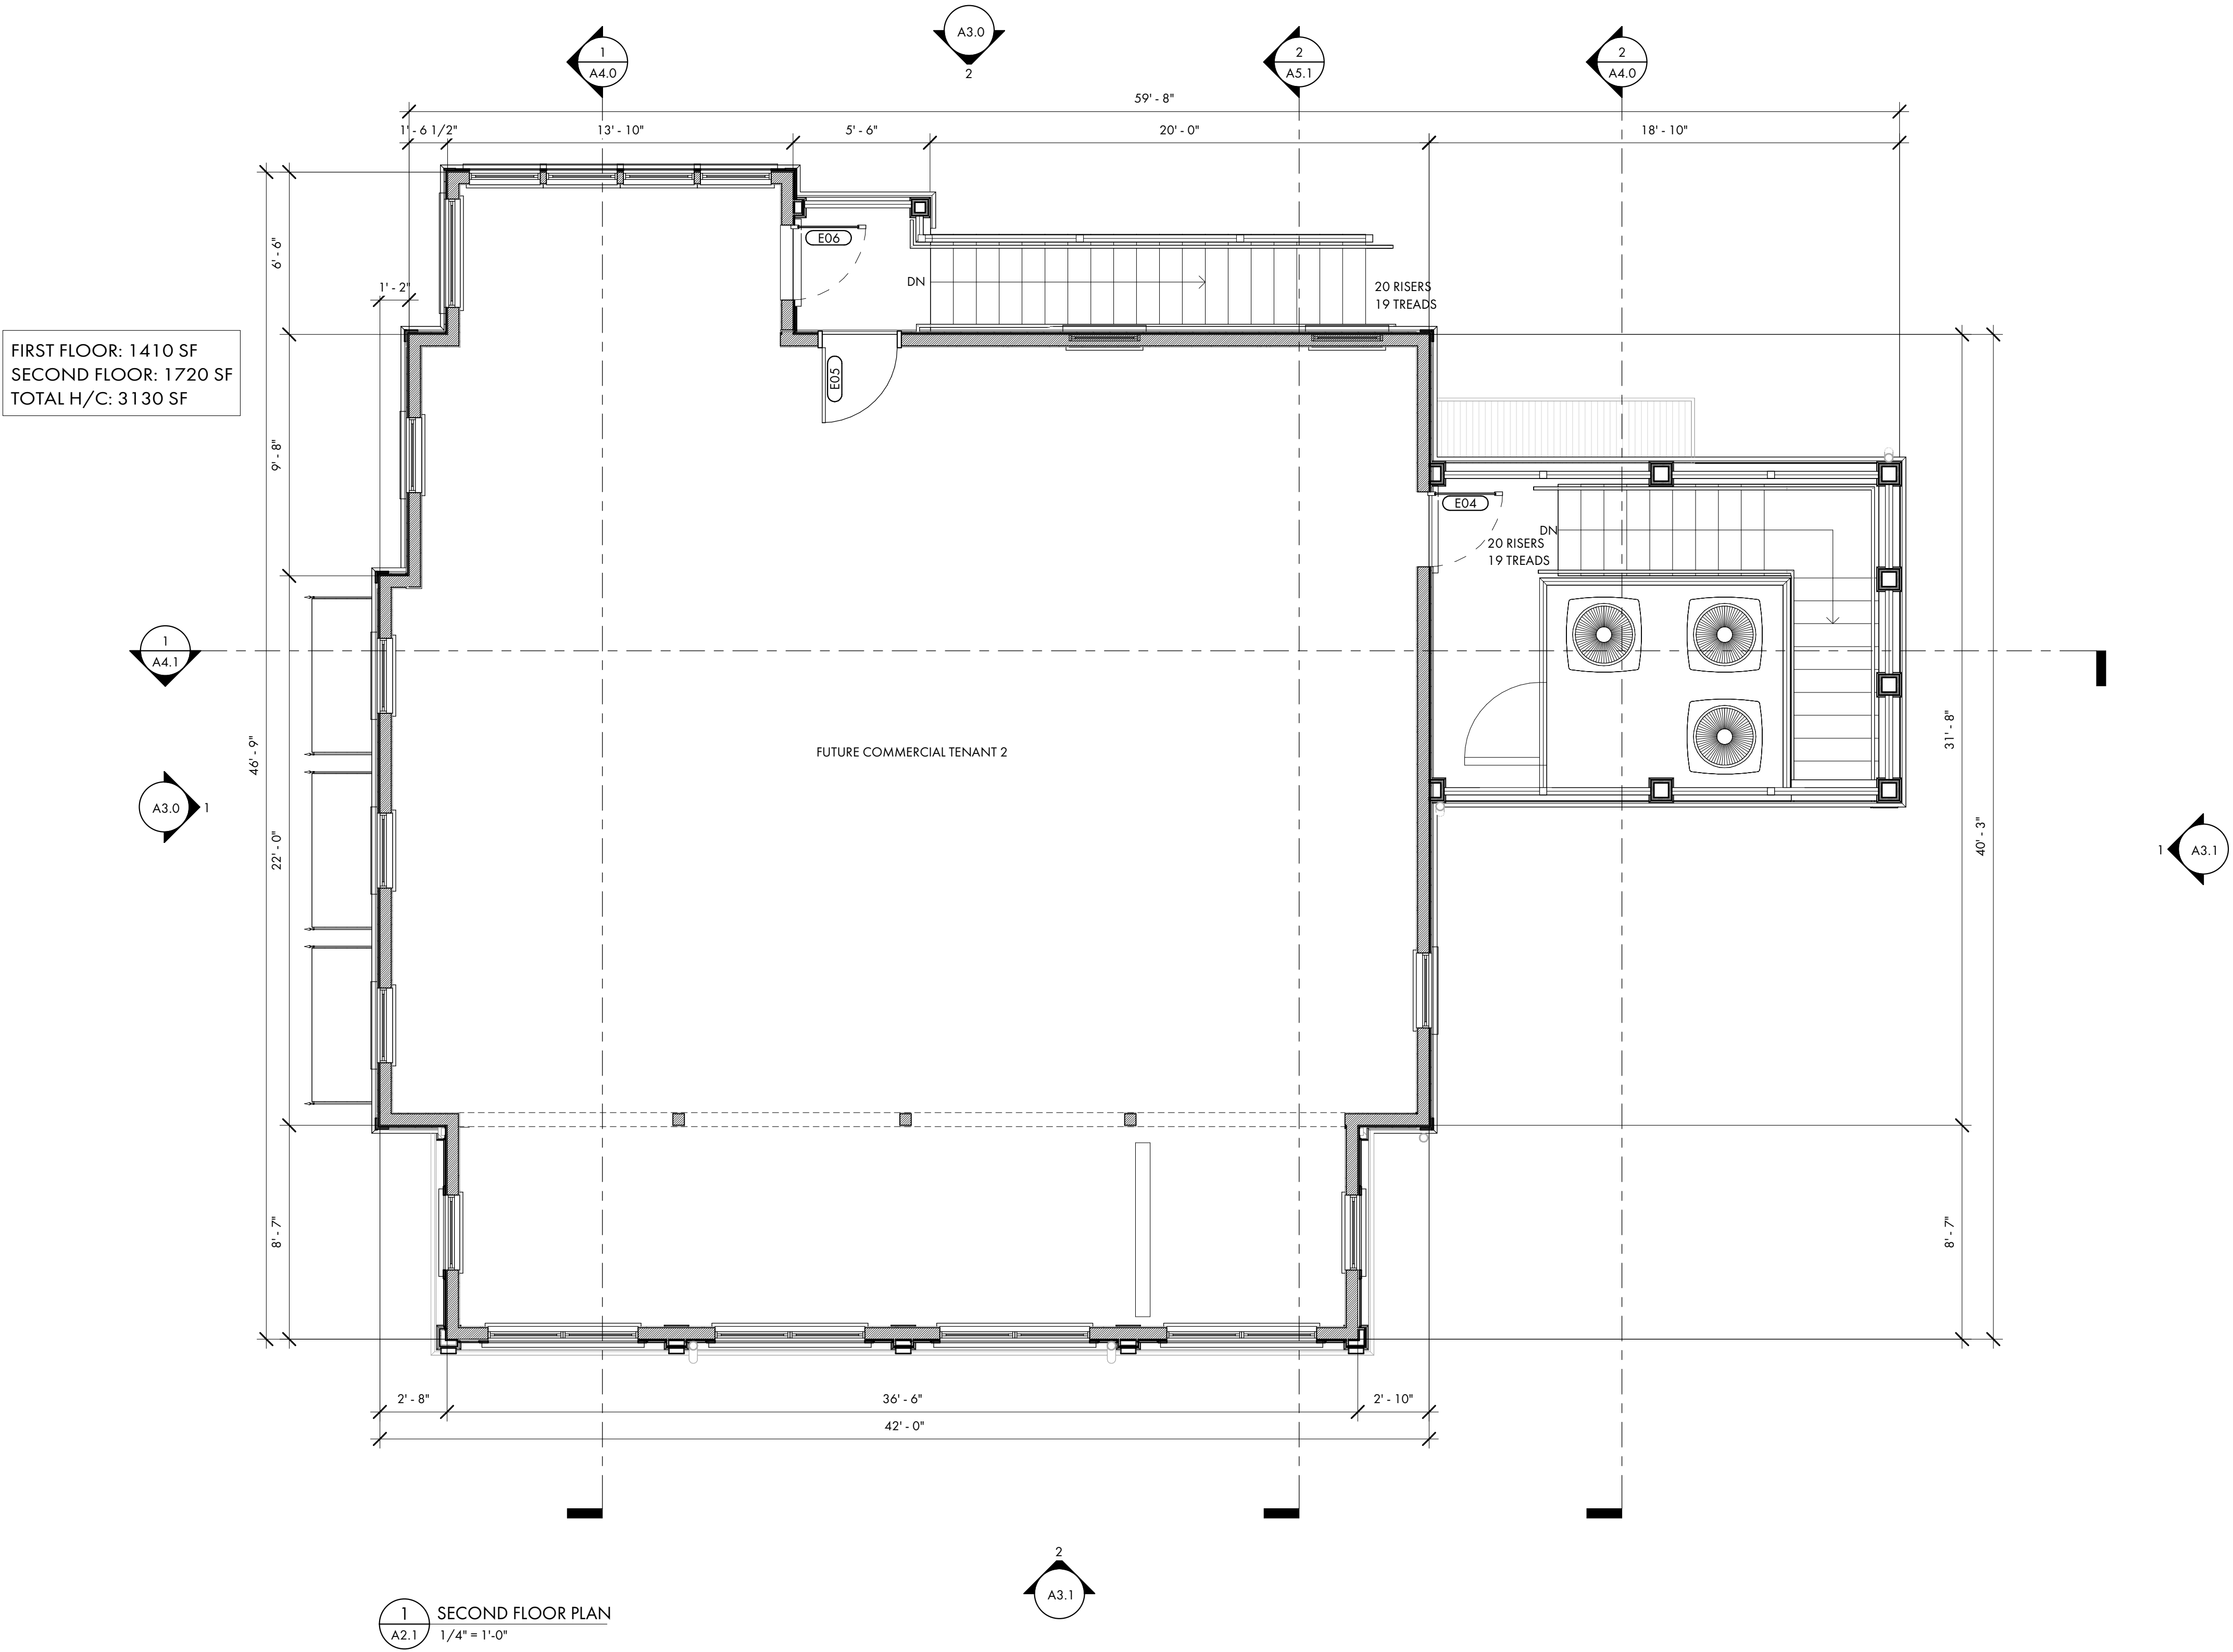 A3.0
2
1
A4.0
2
A5.1
2
A4.0
59' - 8"
1' - 6 1/2"
13' - 10"
5' - 6"
20' - 0"
18' - 10"
6' - 6"
E06
1' - 2"
DN
20 RISERS
19 TREADS
FIRST FLOOR: 1410 SF
SECOND FLOOR: 1720 SF
TOTAL H/C: 3130 SF
E05
9' - 8"
E04
DN
20 RISERS
19 TREADS
1
A4.1
46' - 9"
FUTURE COMMERCIAL TENANT 2
31' - 8"
A3.0
1
22' - 0"
40' - 3"
1
A3.1
8' - 7"
8' - 7"
2' - 8"
36' - 6"
2' - 10"
42' - 0"
2
A3.1
1
A2.1
SECOND FLOOR PLAN
1/4" = 1'-0"